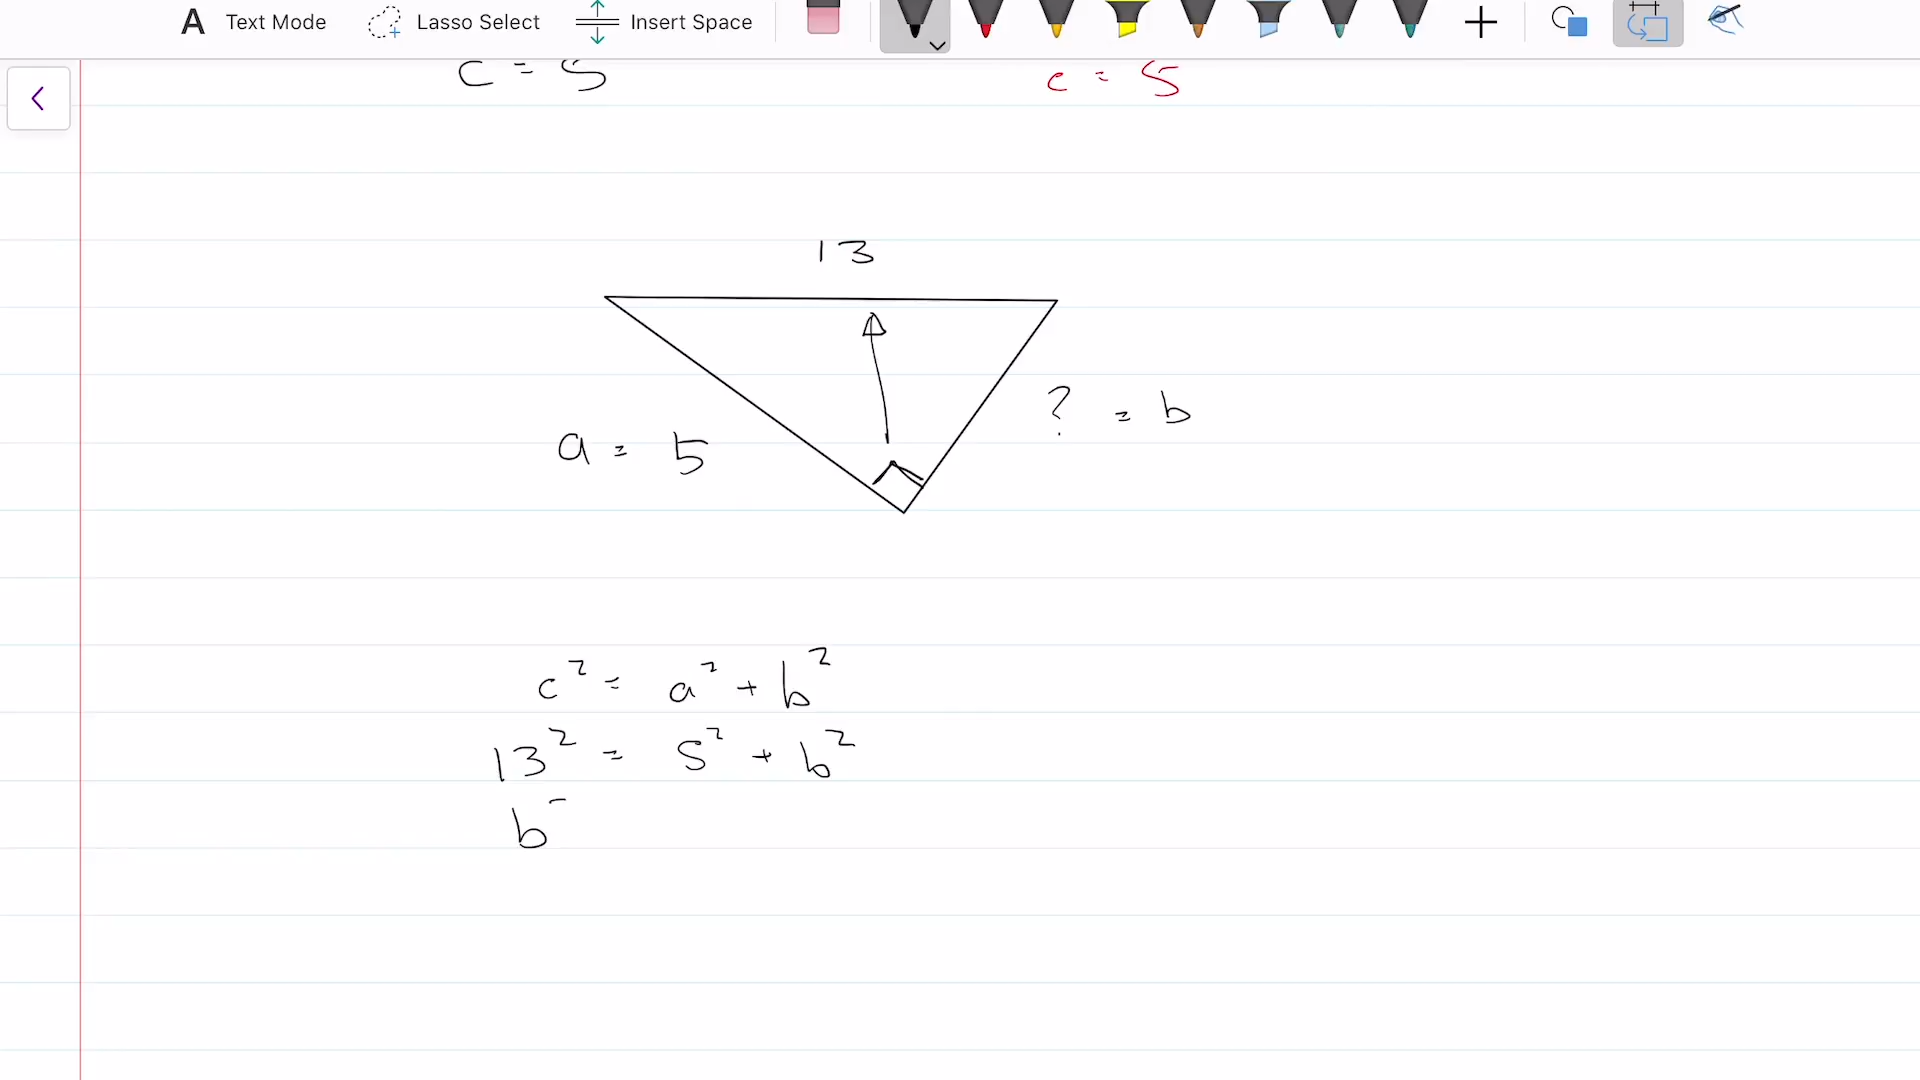 Text Mode Lasso Select Insert Space
c = 5 c = 5
13
? = b
a = 5
c² = a² + b²
13² = 5² + b²
b